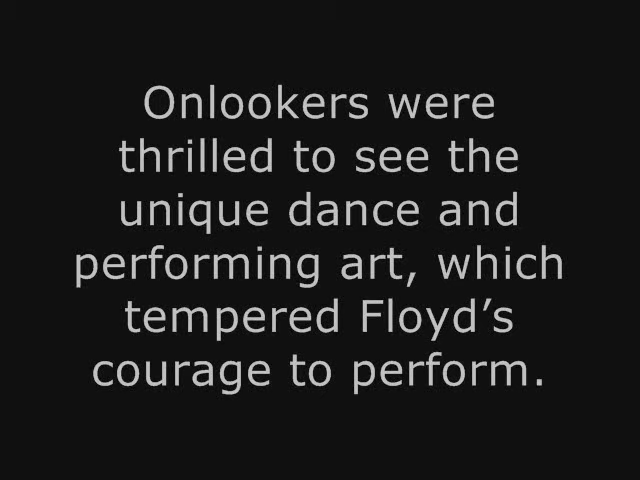 Onlookers were
thrilled to see the
unique dance and
performing art, which
tempered Floyd’s
courage to perform.